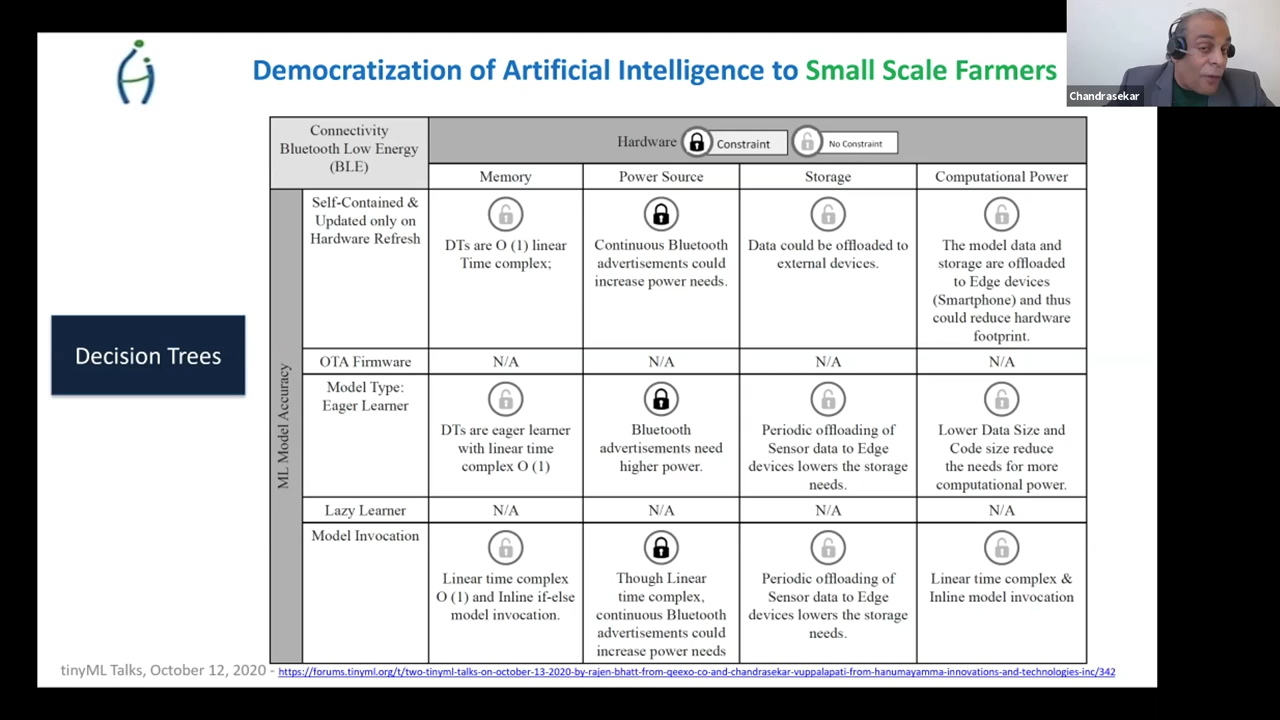 Democratization of Artificial Intelligence to Small Scale Farmers
Chandrasekar
Connectivity
Bluetooth Low Energy
(BLE)
Hardware
Constraint
No Constraint
Memory
Power Source
Storage
Computational Power
ML Model Accuracy
Self-Contained &
Updated only on
Hardware Refresh
DTs are O (1) linear
Time complex;
Continuous Bluetooth
advertisements could
increase power needs.
Data could be offloaded to
external devices.
The model data and
storage are offloaded
to Edge devices
(Smartphone) and thus
could reduce hardware
footprint.
Decision Trees
OTA Firmware
N/A
N/A
N/A
N/A
Model Type:
Eager Learner
DTs are eager learner
with linear time
complex O (1)
Bluetooth
advertisements need
higher power.
Periodic offloading of
Sensor data to Edge
devices lowers the storage
needs.
Lower Data Size and
Code size reduce
the needs for more
computational power.
Lazy Learner
N/A
N/A
N/A
N/A
Model Invocation
Linear time complex
O (1) and Inline if-else
model invocation.
Though Linear
time complex,
continuous Bluetooth
advertisements could
increase power needs
Periodic offloading of
Sensor data to Edge
devices lowers the storage
needs.
Linear time complex &
Inline model invocation
tinyML Talks, October 12, 2020 - https://forums.tinyml.org/t/two-tinyml-talks-on-october-13-2020-by-rajen-bhatt-from-qeexo-co-and-chandrasekar-vuppalapati-from-hanumayamma-innovations-and-technologies-inc/342